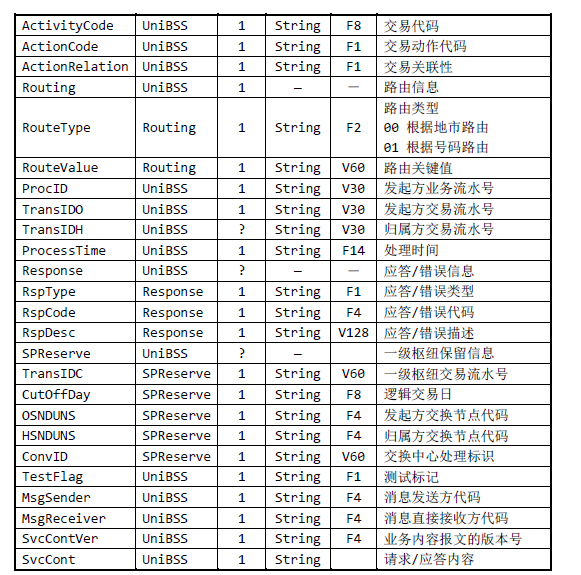 ActivityCode UniBSS 1 String F8 交易代码
ActionCode UniBSS 1 String F1 交易动作代码
ActionRelation UniBSS 1 String F1 交易关联性
Routing UniBSS 1 — — 路由信息
RouteType Routing 1 String F2 路由类型
00 根据地市路由
01 根据号码路由
RouteValue Routing 1 String V60 路由关键值
ProcID UniBSS 1 String V30 发起方业务流水号
TransIDO UniBSS 1 String V30 发起方交易流水号
TransIDH UniBSS ? String V30 归属方交易流水号
ProcessTime UniBSS 1 String F14 处理时间
Response UniBSS ? — — 应答/错误信息
RspType Response 1 String F1 应答/错误类型
RspCode Response 1 String F4 应答/错误代码
RspDesc Response 1 String V128 应答/错误描述
SPReserve UniBSS ? — 一级枢纽保留信息
TransIDC SPReserve 1 String V60 一级枢纽交易流水号
CutOffDay SPReserve 1 String F8 逻辑交易日
OSNDUNS SPReserve 1 String F4 发起方交换节点代码
HSNDUNS SPReserve 1 String F4 归属方交换节点代码
ConvID SPReserve 1 String V60 交换中心处理标识
TestFlag UniBSS 1 String F1 测试标记
MsgSender UniBSS 1 String F4 消息发送方代码
MsgReceiver UniBSS 1 String F4 消息直接接收方代码
SvcContVer UniBSS 1 String F4 业务内容报文的版本号
SvcCont UniBSS 1 String 请求/应答内容